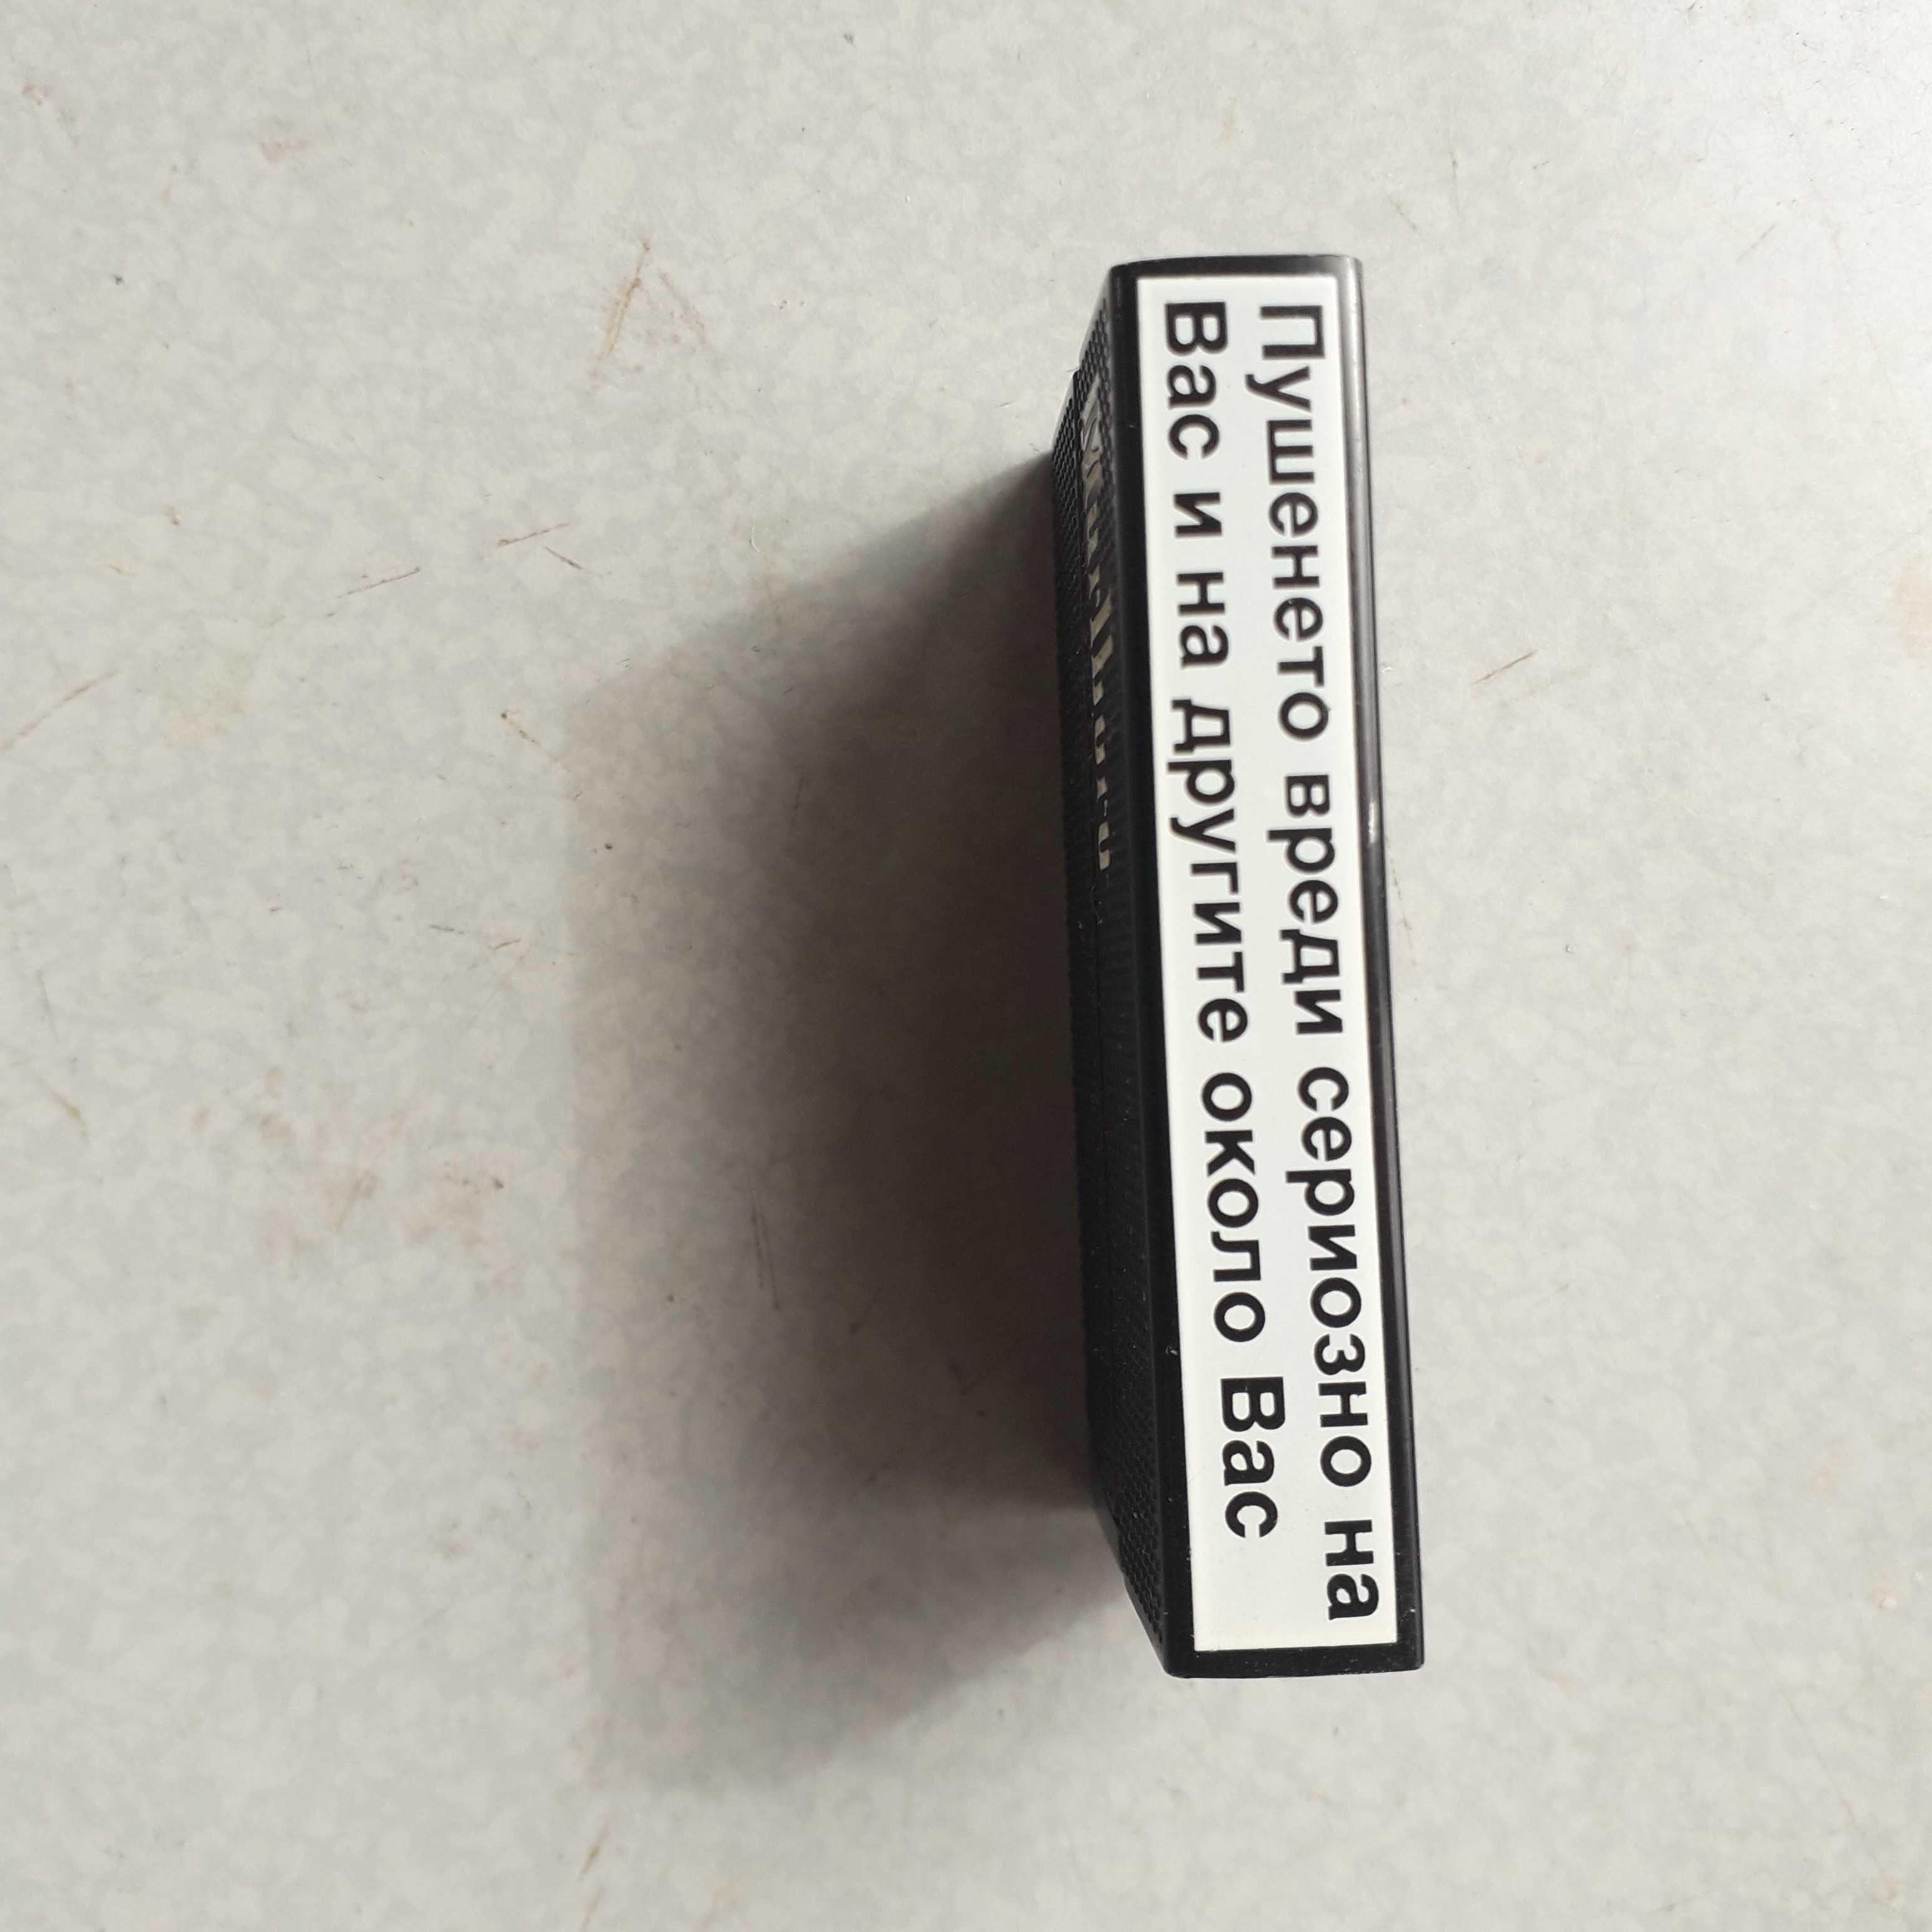 Пушенето вреди сериозно на
Вас и на другите около Вас